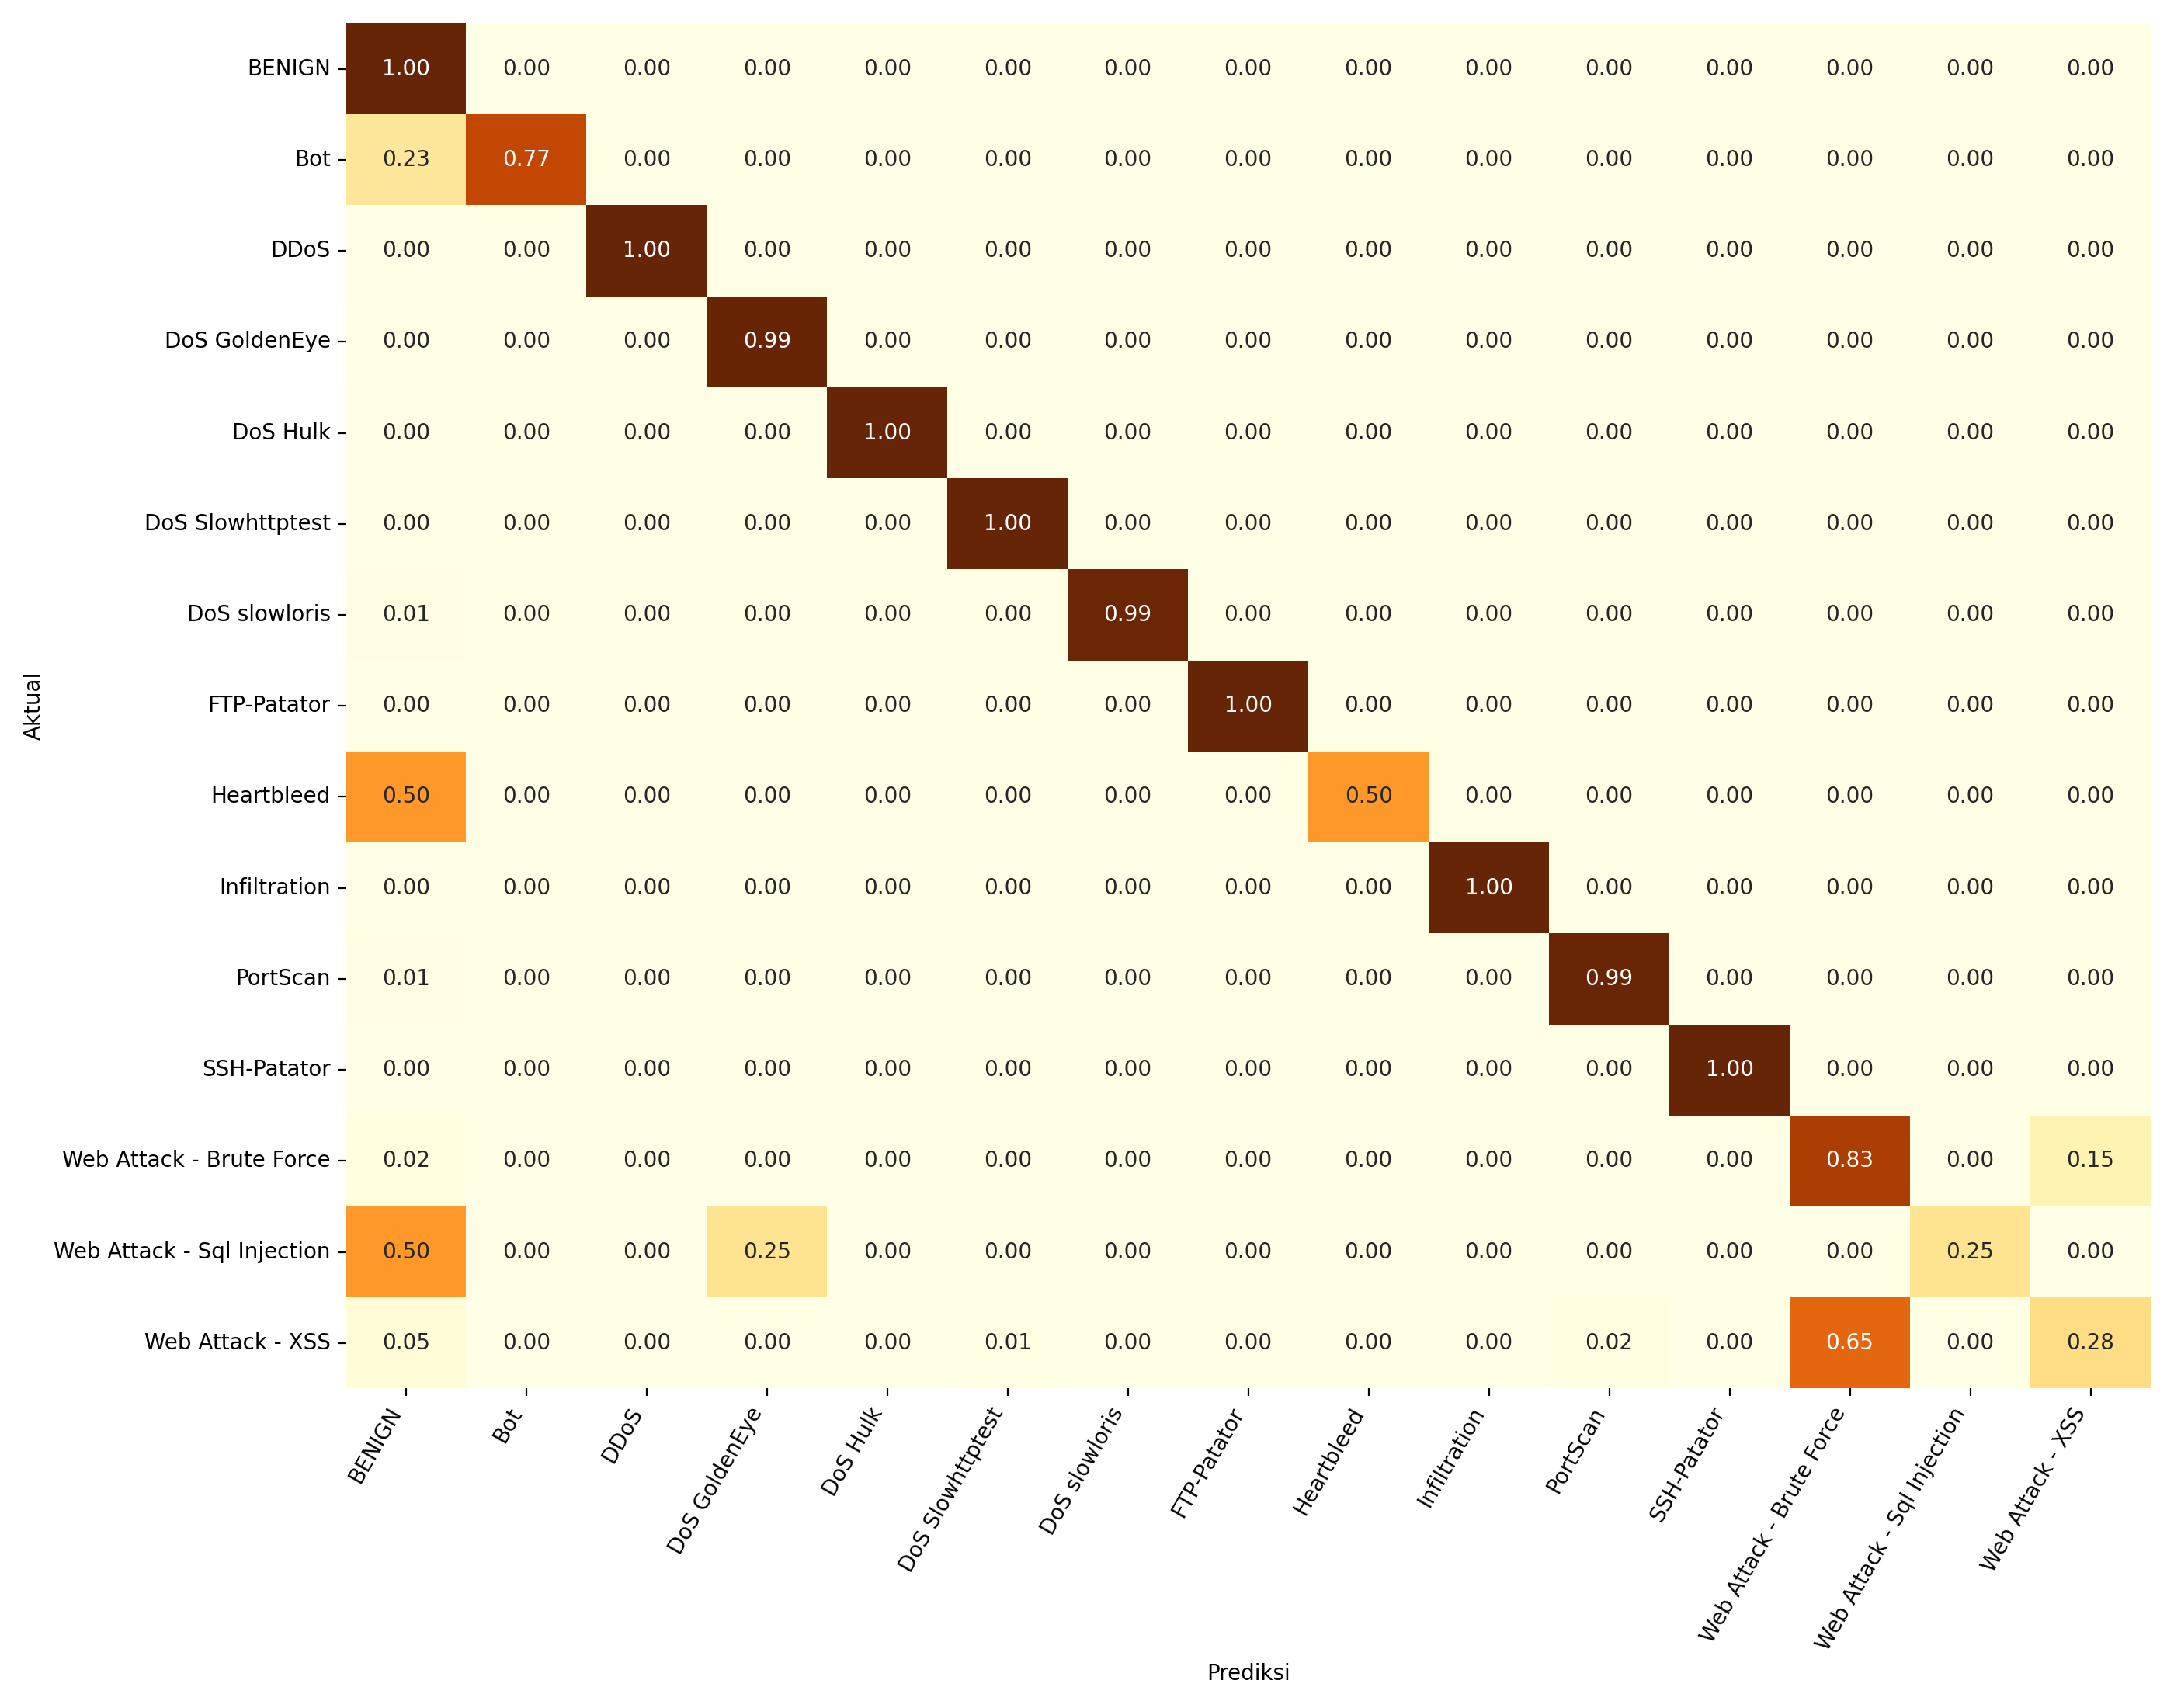 BENIGN 1.00 0.00 0.00 0.00 0.00 0.00 0.00 0.00 0.00 0.00 0.00 0.00 0.00 0.00 0.00
Bot 0.23 0.77 0.00 0.00 0.00 0.00 0.00 0.00 0.00 0.00 0.00 0.00 0.00 0.00 0.00
DDoS 0.00 0.00 1.00 0.00 0.00 0.00 0.00 0.00 0.00 0.00 0.00 0.00 0.00 0.00 0.00
DoS GoldenEye 0.00 0.00 0.00 0.99 0.00 0.00 0.00 0.00 0.00 0.00 0.00 0.00 0.00 0.00 0.00
DoS Hulk 0.00 0.00 0.00 0.00 1.00 0.00 0.00 0.00 0.00 0.00 0.00 0.00 0.00 0.00 0.00
DoS Slowhttptest 0.00 0.00 0.00 0.00 0.00 1.00 0.00 0.00 0.00 0.00 0.00 0.00 0.00 0.00 0.00
DoS slowloris 0.01 0.00 0.00 0.00 0.00 0.00 0.99 0.00 0.00 0.00 0.00 0.00 0.00 0.00 0.00
FTP-Patator 0.00 0.00 0.00 0.00 0.00 0.00 0.00 1.00 0.00 0.00 0.00 0.00 0.00 0.00 0.00
Heartbleed 0.50 0.00 0.00 0.00 0.00 0.00 0.00 0.00 0.50 0.00 0.00 0.00 0.00 0.00 0.00
Infiltration 0.00 0.00 0.00 0.00 0.00 0.00 0.00 0.00 0.00 1.00 0.00 0.00 0.00 0.00 0.00
PortScan 0.01 0.00 0.00 0.00 0.00 0.00 0.00 0.00 0.00 0.00 0.99 0.00 0.00 0.00 0.00
SSH-Patator 0.00 0.00 0.00 0.00 0.00 0.00 0.00 0.00 0.00 0.00 0.00 1.00 0.00 0.00 0.00
Web Attack - Brute Force 0.02 0.00 0.00 0.00 0.00 0.00 0.00 0.00 0.00 0.00 0.00 0.00 0.83 0.00 0.15
Web Attack - Sql Injection 0.50 0.00 0.00 0.25 0.00 0.00 0.00 0.00 0.00 0.00 0.00 0.00 0.00 0.25 0.00
Web Attack - XSS 0.05 0.00 0.00 0.00 0.00 0.01 0.00 0.00 0.00 0.00 0.02 0.00 0.65 0.00 0.28
Aktual
BENIGN
Bot
DDoS
DoS GoldenEye
DoS Hulk
DoS Slowhttptest
DoS slowloris
FTP-Patator
Heartbleed
Infiltration
PortScan
SSH-Patator
Web Attack - Brute Force
Web Attack - Sql Injection
Web Attack - XSS
Prediksi